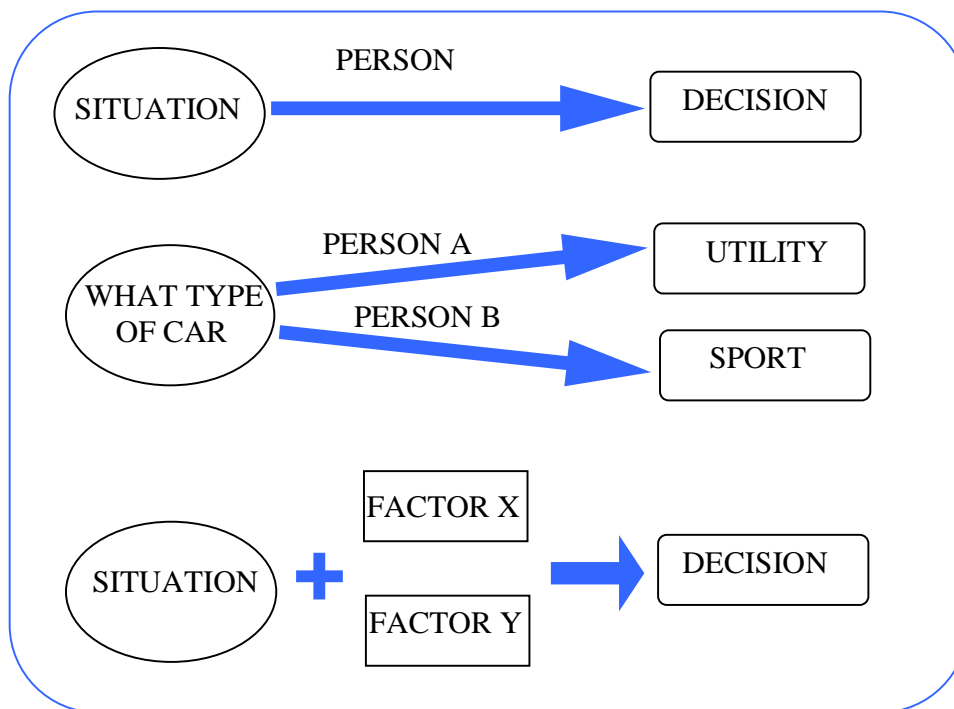 PERSON
SITUATION
DECISION
PERSON A
UTILITY
WHAT TYPE
OF CAR
PERSON B
SPORT
FACTOR X
SITUATION
DECISION
FACTOR Y